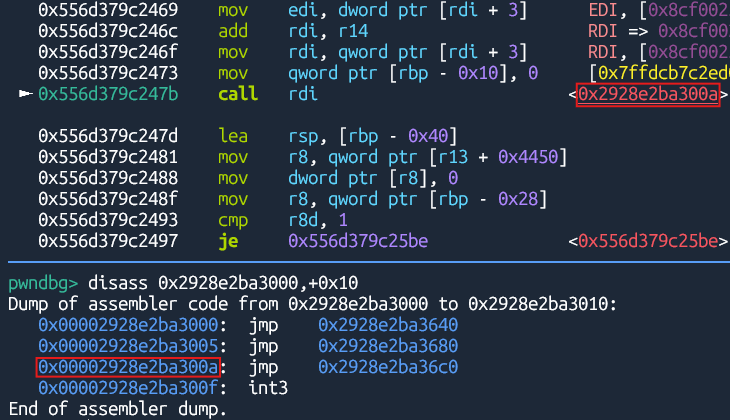 0x556d379c2469 mov edi, dword ptr [rdi + 3] EDI, [0x8cf002
0x556d379c246c add rdi, r14 RDI => 0x8cf002
0x556d379c246f mov rdi, qword ptr [rdi + 3] RDI, [0x8cf002
0x556d379c2473 mov qword ptr [rbp - 0x10], 0 [0x7ffdcb7c2ed0
► 0x556d379c247b call rdi <0x2928e2ba300a>
0x556d379c247d lea rsp, [rbp - 0x40]
0x556d379c2481 mov r8, qword ptr [r13 + 0x4450]
0x556d379c2488 mov dword ptr [r8], 0
0x556d379c248f mov r8, qword ptr [rbp - 0x28]
0x556d379c2493 cmp r8d, 1
0x556d379c2497 je 0x556d379c25be <0x556d379c25be>
pwndbg> disass 0x2928e2ba3000,+0x10
Dump of assembler code from 0x2928e2ba3000 to 0x2928e2ba3010:
0x00002928e2ba3000: jmp 0x2928e2ba3640
0x00002928e2ba3005: jmp 0x2928e2ba3680
0x00002928e2ba300a: jmp 0x2928e2ba36c0
0x00002928e2ba300f: int3
End of assembler dump.